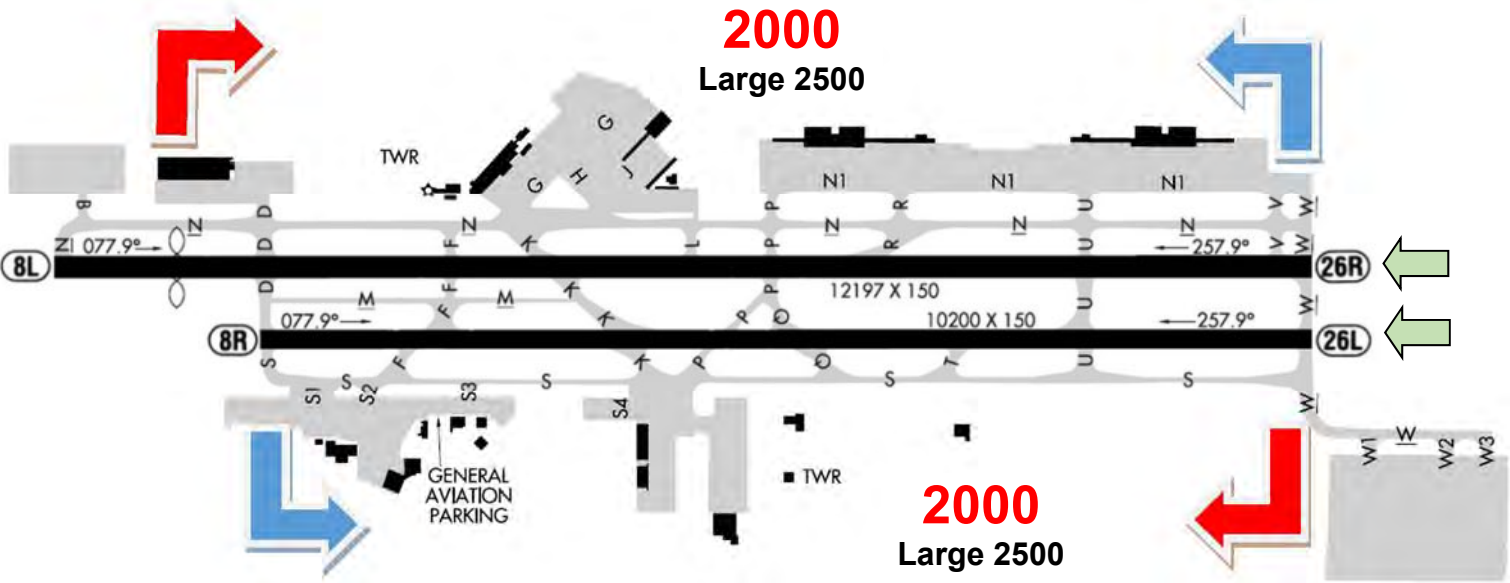 2000
Large 2500
TWR
G
G
H
J
N1
N1
N1
B
D
N
F
N
P
R
N
U
N
N
V
W
N
077.9°
D
D
F
K
L
P
P
R
U
257.9°
V
V
W
W
8L
26R
D
D
F
F
M
M
K
K
K
P
P
12197 X 150
U
U
W
077.9°
P
Q
10200 X 150
257.9°
8R
26L
S
S
F
S
K
P
Q
S
T
U
S
S1
S2
S3
S4
W
W
W1
W2
W3
GENERAL
AVIATION
PARKING
TWR
2000
Large 2500